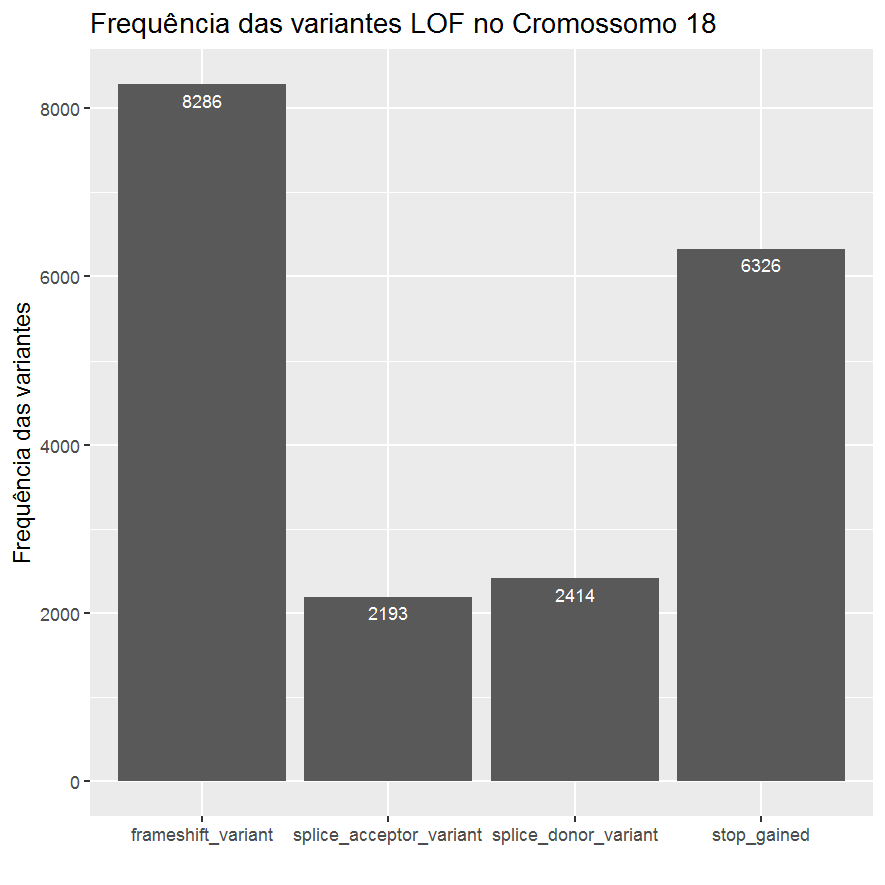 Frequência das variantes LOF no Cromossomo 18
Frequência das variantes
8000
6000
4000
2000
0
8286
2193
2414
6326
frameshift_variant
splice_acceptor_variant
splice_donor_variant
stop_gained